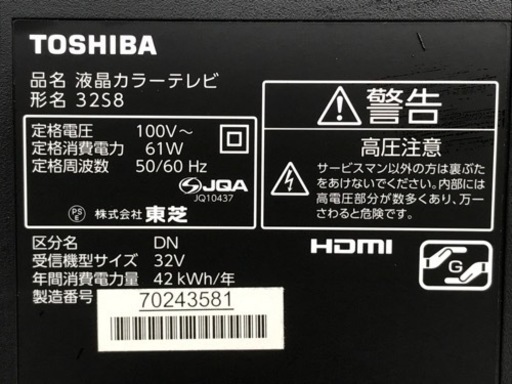 TOSHIBA
品名 液晶カラーテレビ
形名 32S8
定格電圧 100V～
定格消費電力 61W
定格周波数 50/60 Hz
JQA
JQ10437
PS
E
株式会社 東芝
区分名 DN
受信機型サイズ 32V
年間消費電力量 42 kWh/年
製造番号 70243581
警告
高圧注意
サービスマン以外の方は裏ぶた
をあけないでください。内部には
高電圧部分が数多くあり、万一
さわると危険です。
HDMI
G